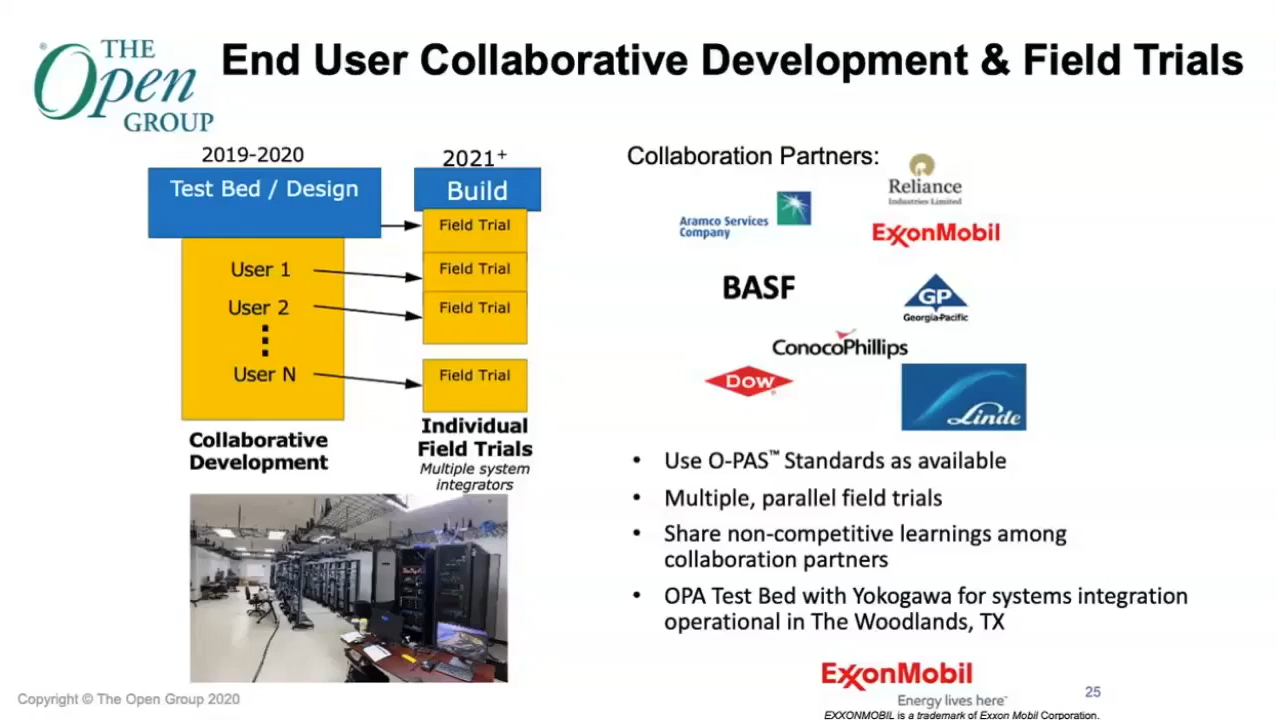 THE
Open
GROUP
®
End User Collaborative Development & Field Trials
2019-2020
Test Bed / Design
User 1
User 2
User N
Collaborative
Development
2021+
Build
Field Trial
Field Trial
Field Trial
Field Trial
Individual
Field Trials
Multiple system
integrators
Collaboration Partners:
Reliance
Industries Limited
Aramco Services
Company
ExxonMobil
BASF
GP
Georgia-Pacific
ConocoPhillips
Dow
Linde
• Use O-PAS™ Standards as available
• Multiple, parallel field trials
• Share non-competitive learnings among
collaboration partners
• OPA Test Bed with Yokogawa for systems integration
operational in The Woodlands, TX
ExxonMobil
Energy lives here™
EXXONMOBIL is a trademark of Exxon Mobil Corporation.
25
Copyright © The Open Group 2020